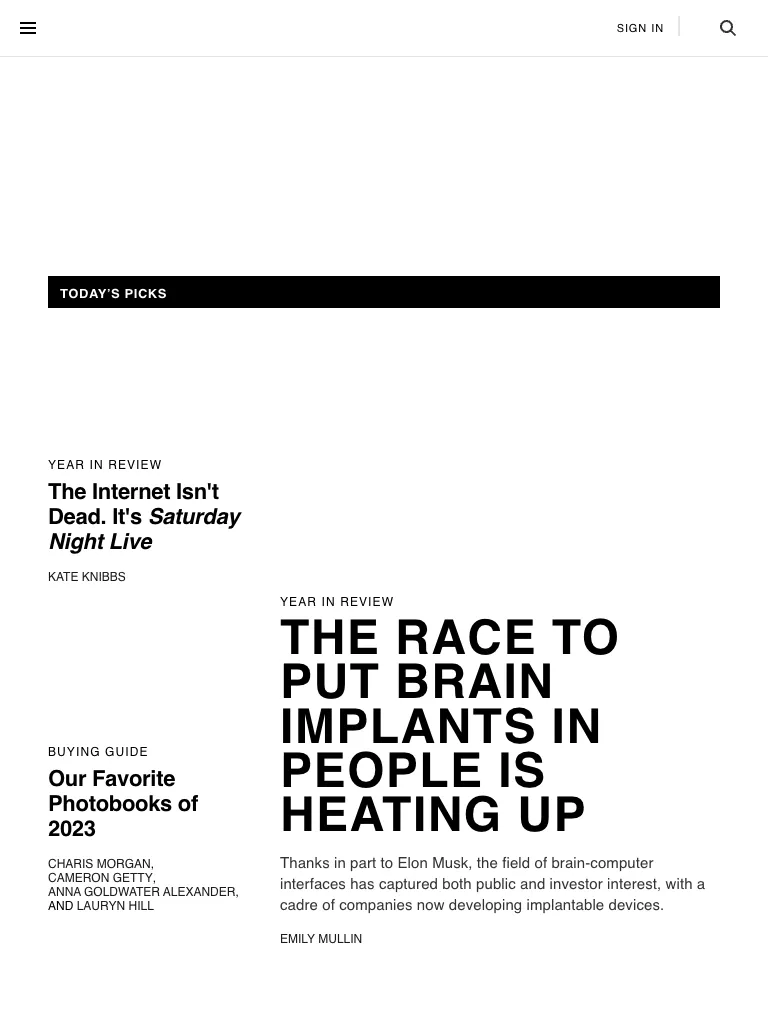 SIGN IN
TODAY'S PICKS
YEAR IN REVIEW
The Internet Isn't
Dead. It's Saturday
Night Live
KATE KNIBBS
BUYING GUIDE
Our Favorite
Photobooks of
2023
CHARIS MORGAN,
CAMERON GETTY,
ANNA GOLDWATER ALEXANDER,
AND LAURYN HILL
YEAR IN REVIEW
THE RACE TO
PUT BRAIN
IMPLANTS IN
PEOPLE IS
HEATING UP
Thanks in part to Elon Musk, the field of brain-computer
interfaces has captured both public and investor interest, with a
cadre of companies now developing implantable devices.
EMILY MULLIN